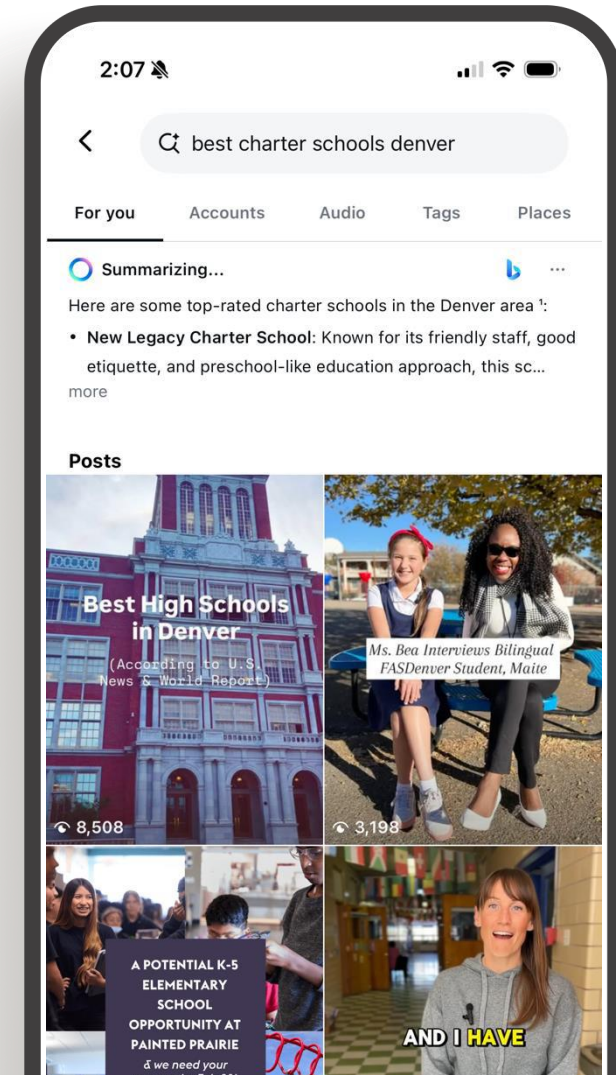 2:07
best charter schools denver
For you Accounts Audio Tags Places
Summarizing... ...
Here are some top-rated charter schools in the Denver area ¹:
• New Legacy Charter School: Known for its friendly staff, good
etiquette, and preschool-like education approach, this sc...
more
Posts
Best High Schools
in Denver
(According to U.S.
News & World Report)
8,508
Ms. Bea Interviews Bilingual
FASDenver Student, Maite
3,198
A POTENTIAL K-5
ELEMENTARY
SCHOOL
OPPORTUNITY AT
PAINTED PRAIRIE
& we need your
AND I HAVE